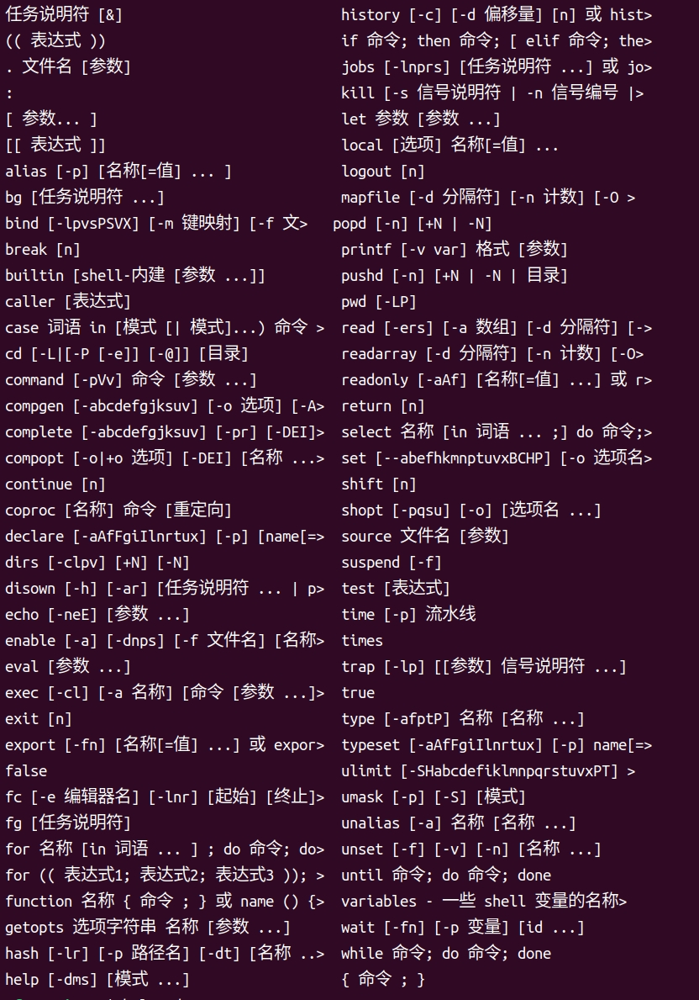 任务说明符 [&]                          history [-c] [-d 偏移量] [n] 或 hist>
(( 表达式 ))                            if 命令; then 命令; [ elif 命令; the>
. 文件名 [参数]                         jobs [-lnprs] [任务说明符 ...] 或 jo>
:                                       kill [-s 信号说明符 | -n 信号编号 |>
[ 参数... ]                             let 参数 [参数 ...]
[[ 表达式 ]]                            local [选项] 名称[=值] ...
alias [-p] [名称[=值] ... ]             logout [n]
bg [任务说明符 ...]                     mapfile [-d 分隔符] [-n 计数] [-O >
bind [-lpvsPSVX] [-m 键映射] [-f 文>   popd [-n] [+N | -N]
break [n]                               printf [-v var] 格式 [参数]
builtin [shell-内建 [参数 ...]]         pushd [-n] [+N | -N | 目录]
caller [表达式]                         pwd [-LP]
case 词语 in [模式 [| 模式]...) 命令 >  read [-ers] [-a 数组] [-d 分隔符] [->
cd [-L|[-P [-e]] [-@]] [目录]           readarray [-d 分隔符] [-n 计数] [-O>
command [-pVv] 命令 [参数 ...]          readonly [-aAf] [名称[=值] ...] 或 r>
compgen [-abcdefgjksuv] [-o 选项] [-A>  return [n]
complete [-abcdefgjksuv] [-pr] [-DEI]>  select 名称 [in 词语 ... ;] do 命令;>
compopt [-o|+o 选项] [-DEI] [名称 ...>  set [--abefhkmnptuvxBCHP] [-o 选项名>
continue [n]                            shift [n]
coproc [名称] 命令 [重定向]             shopt [-pqsu] [-o] [选项名 ...]
declare [-aAfFgiIlnrtux] [-p] [name[=>  source 文件名 [参数]
dirs [-clpv] [+N] [-N]                  suspend [-f]
disown [-h] [-ar] [任务说明符 ... | p>  test [表达式]
echo [-neE] [参数 ...]                  time [-p] 流水线
enable [-a] [-dnps] [-f 文件名] [名称>  times
eval [参数 ...]                         trap [-lp] [[参数] 信号说明符 ...]
exec [-cl] [-a 名称] [命令 [参数 ...]>  true
exit [n]                                type [-afptP] 名称 [名称 ...]
export [-fn] [名称[=值] ...] 或 expor>  typeset [-aAfFgiIlnrtux] [-p] name[=>
false                                   ulimit [-SHabcdefiklmnpqrstuvxPT] >
fc [-e 编辑器名] [-lnr] [起始] [终止]>  umask [-p] [-S] [模式]
fg [任务说明符]                         unalias [-a] 名称 [名称 ...]
for 名称 [in 词语 ... ] ; do 命令; do>  unset [-f] [-v] [-n] [名称 ...]
for (( 表达式1; 表达式2; 表达式3 )); >  until 命令; do 命令; done
function 名称 { 命令 ; } 或 name () {>  variables - 一些 shell 变量的名称>
getopts 选项字符串 名称 [参数 ...]      wait [-fn] [-p 变量] [id ...]
hash [-lr] [-p 路径名] [-dt] [名称 ..>  while 命令; do 命令; done
help [-dms] [模式 ...]                  { 命令 ; }